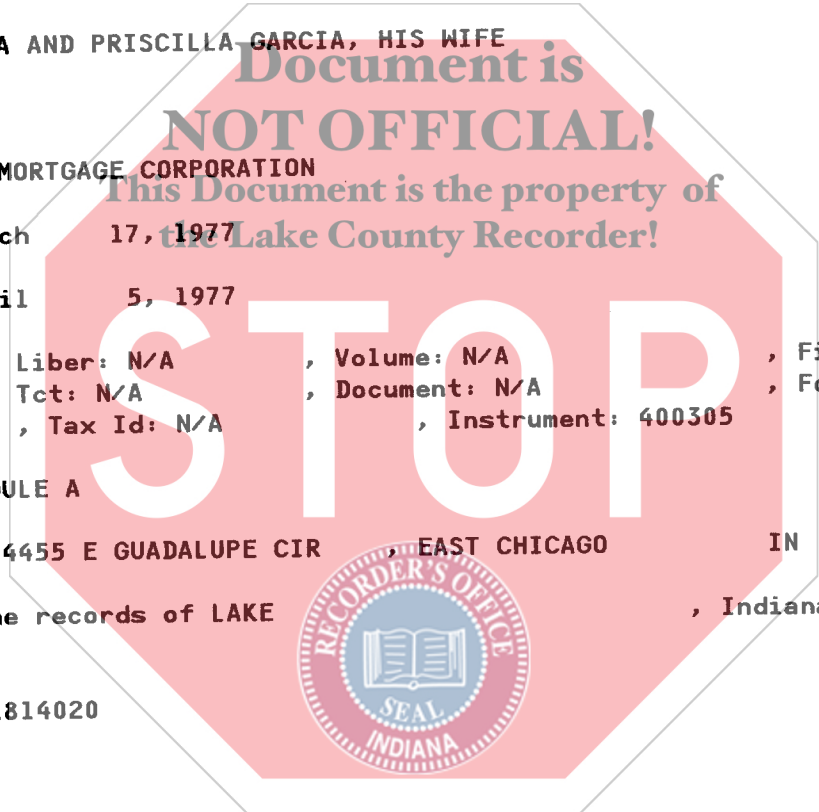 A AND PRISCILLA GARCIA, HIS WIFE
Document is
NOT OFFICIAL!
MORTGAGE CORPORATION
This Document is the property of
ch 17, 1977
the Lake County Recorder!
il 5, 1977
STOP
Liber: N/A , Volume: N/A , Fi
Tct: N/A , Document: N/A , Fo
, Tax Id: N/A , Instrument: 400305
ULE A
4455 E GUADALUPE CIR , EAST CHICAGO IN
e records of LAKE , Indiana
RECORDER'S OFFICE
SEAL
INDIANA
814020